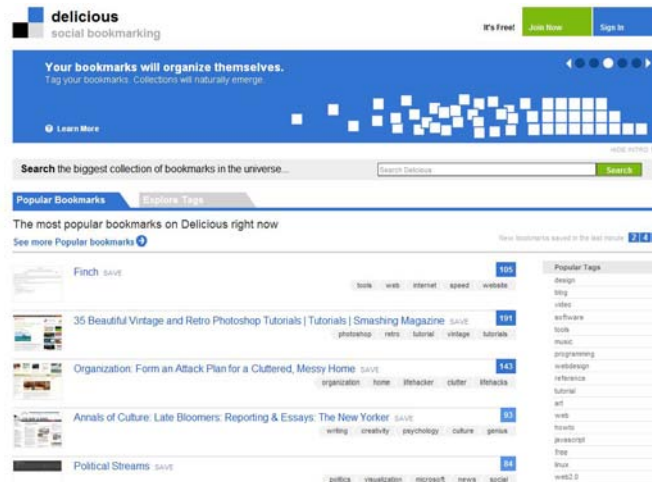 delicious
social bookmarking
It's Free!
Join Now
Sign In
Your bookmarks will organize themselves.
Tag your bookmarks. Collections will naturally emerge.
Learn More
HIDE INTRO
Search the biggest collection of bookmarks in the universe...
Search Delicious
Search
Popular Bookmarks
Explore Tags
The most popular bookmarks on Delicious right now
See more Popular bookmarks
New bookmarks saved in the last minute 2 4
Finch SAVE
105
tools web internet speed website
35 Beautiful Vintage and Retro Photoshop Tutorials | Tutorials | Smashing Magazine SAVE
191
photoshop retro tutorial vintage tutorials
Organization: Form an Attack Plan for a Cluttered, Messy Home SAVE
143
organization home lifehacker clutter lifehacks
Annals of Culture: Late Bloomers: Reporting & Essays: The New Yorker SAVE
93
writing creativity psychology culture genius
Political Streams SAVE
84
politics visualization microsoft news social
Popular Tags
design
blog
video
software
tools
music
programming
webdesign
reference
tutorial
art
web
howto
javascript
free
linux
web2.0